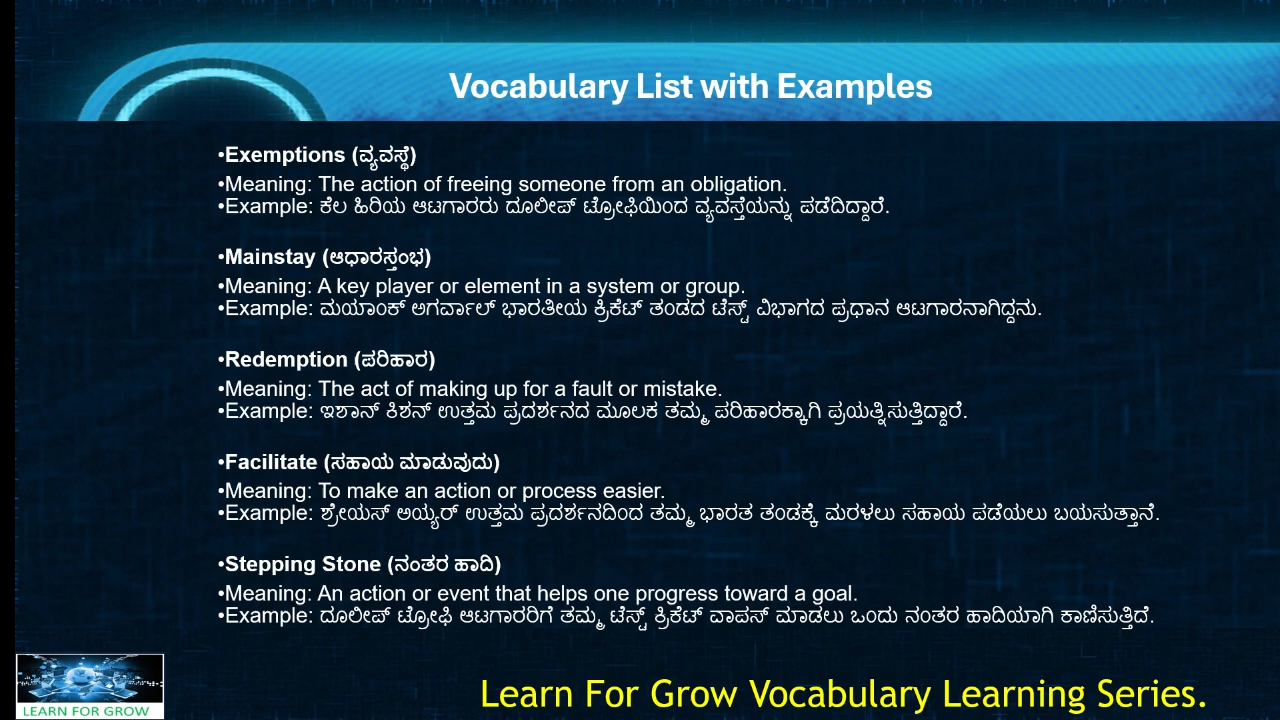 Vocabulary List with Examples
•Exemptions (ವ್ಯವಸ್ಥೆ)
•Meaning: The action of freeing someone from an obligation.
•Example: ಕೆಲ ಹಿರಿಯ ಆಟಗಾರರು ದೂಲೀಪ್ ಟ್ರೋಫಿಯಿಂದ ವ್ಯವಸ್ತೆಯನ್ನು ಪಡೆದಿದ್ದಾರೆ.
•Mainstay (ಆಧಾರಸ್ತಂಭ)
•Meaning: A key player or element in a system or group.
•Example: ಮಯಾಂಕ್ ಅಗರ್ವಾಲ್ ಭಾರತೀಯ ಕ್ರಿಕೆಟ್ ತಂಡದ ಟೆಸ್ಟ್ ವಿಭಾಗದ ಪ್ರಧಾನ ಆಟಗಾರನಾಗಿದ್ದನು.
•Redemption (ಪರಿಹಾರ)
•Meaning: The act of making up for a fault or mistake.
•Example: ಇಶಾನ್ ಕಿಶನ್ ಉತ್ತಮ ಪ್ರದರ್ಶನದ ಮೂಲಕ ತಮ್ಮ ಪರಿಹಾರಕ್ಕಾಗಿ ಪ್ರಯತ್ನಿಸುತ್ತಿದ್ದಾರೆ.
•Facilitate (ಸಹಾಯ ಮಾಡುವುದು)
•Meaning: To make an action or process easier.
•Example: ಶ್ರೇಯಸ್ ಅಯ್ಯರ್ ಉತ್ತಮ ಪ್ರದರ್ಶನದಿಂದ ತಮ್ಮ ಭಾರತ ತಂಡಕ್ಕೆ ಮರಳಲು ಸಹಾಯ ಪಡೆಯಲು ಬಯಸುತ್ತಾನೆ.
•Stepping Stone (ನಂತರ ಹಾದಿ)
•Meaning: An action or event that helps one progress toward a goal.
•Example: ದೂಲೀಪ್ ಟ್ರೋಫಿ ಆಟಗಾರರಿಗೆ ತಮ್ಮ ಟೆಸ್ಟ್ ಕ್ರಿಕೆಟ್ ವಾಪಸ್ ಮಾಡಲು ಒಂದು ನಂತರ ಹಾದಿಯಾಗಿ ಕಾಣಿಸುತ್ತಿದೆ.
LEARN FOR GROW
Learn For Grow Vocabulary Learning Series.